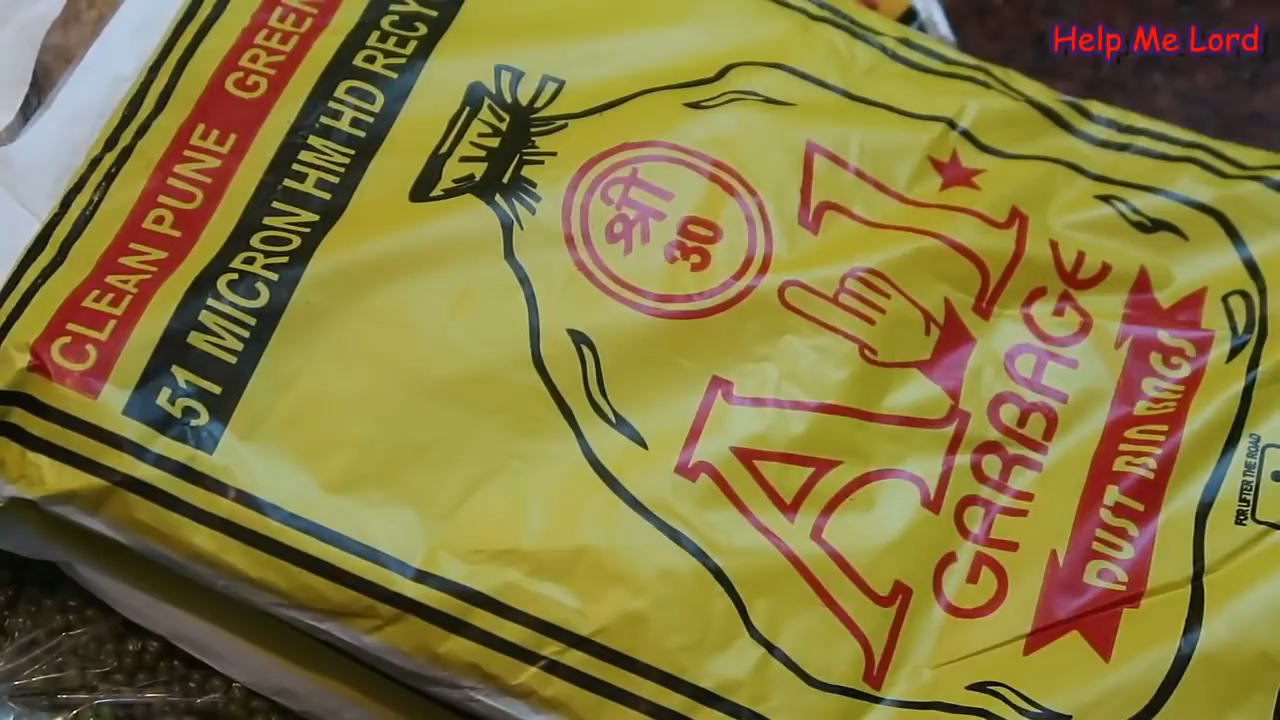 Help Me Lord
CLEAN PUNE GREEN
51 MICRON HM HD RECY
श्री
30
A-1
GARBAGE
DUST BIN BAGS
FOR LIFTER THE ROAD